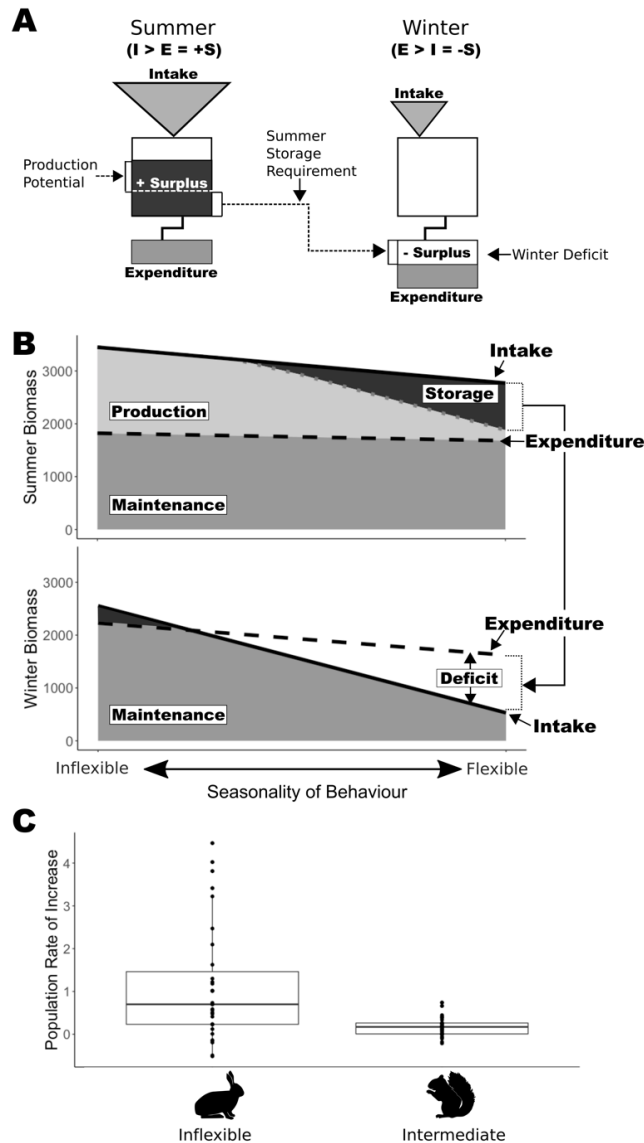 A
Summer
(I > E = +S)
Winter
(E > I = -S)
Intake
Intake
Production
Potential
+ Surplus
Summer
Storage
Requirement
- Surplus
Winter Deficit
Expenditure
Expenditure
B
Summer Biomass
3000
2000
1000
0
Intake
Storage
Production
Expenditure
Maintenance
Winter Biomass
3000
2000
1000
0
Expenditure
Deficit
Maintenance
Intake
Inflexible
Flexible
Seasonality of Behaviour
C
Population Rate of Increase
4
3
2
1
0
Inflexible
Intermediate